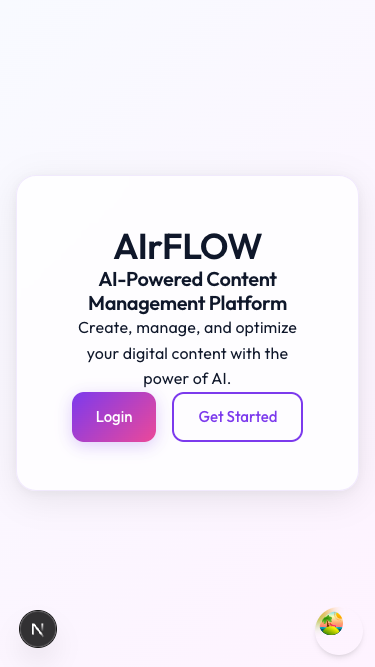 AIrFLOW
AI-Powered Content
Management Platform
Create, manage, and optimize
your digital content with the
power of AI.
Login
Get Started
N